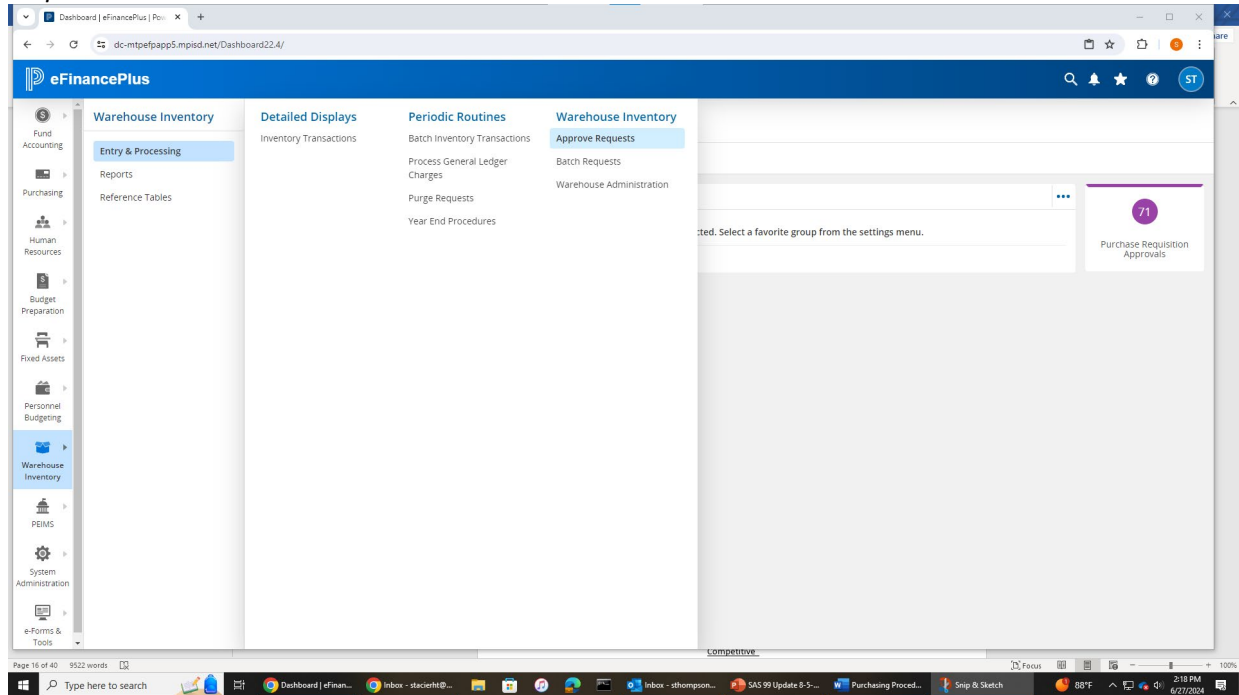 Dashboard | eFinancePlus | Pow
dc-mtpefpapp5.mpisd.net/Dashboard22.4/
S
are
eFinancePlus
ST
Fund
Accounting
Purchasing
Human
Resources
Budget
Preparation
Fixed Assets
Personnel
Budgeting
Warehouse
Inventory
PEIMS
System
Administration
e-Forms &
Tools
Warehouse Inventory
Entry & Processing
Reports
Reference Tables
Detailed Displays
Inventory Transactions
Periodic Routines
Batch Inventory Transactions
Process General Ledger
Charges
Purge Requests
Year End Procedures
Warehouse Inventory
Approve Requests
Batch Requests
Warehouse Administration
cted. Select a favorite group from the settings menu.
71
Purchase Requisition
Approvals
Competitive
Page 16 of 40 9522 words
Focus
100%
Type here to search
Dashboard | eFinan...
Inbox - stacierht@...
Inbox - sthompson...
SAS 99 Update 8-5-...
Purchasing Proced...
Snip & Sketch
88°F
2:18 PM
6/27/2024